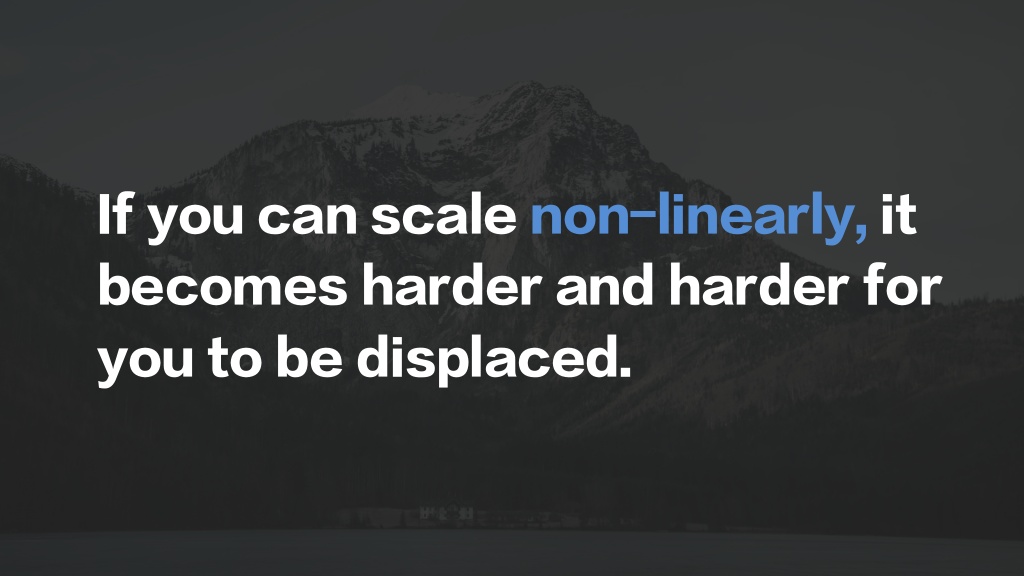 If you can scale non-linearly, it
becomes harder and harder for
you to be displaced.